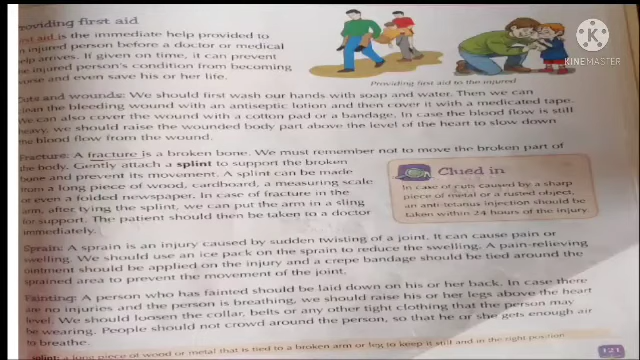 Providing first aid
First aid is the immediate help provided to
an injured person before a doctor or medical
help arrives. If given on time, it can prevent
the injured person's condition from becoming
worse and even save his or her life.
Providing first aid to the injured
KINEMASTER
Cuts and wounds: We should first wash our hands with soap and water. Then we can
clean the bleeding wound with an antiseptic lotion and then cover it with a medicated tape.
We can also cover the wound with a cotton pad or a bandage. In case the blood flow is still
heavy, we should raise the wounded body part above the level of the heart to slow down
the blood flow from the wound.
Fracture: A fracture is a broken bone. We must remember not to move the broken part of
the body. Gently attach a splint to support the broken
bone and prevent its movement. A splint can be made
from a long piece of wood, cardboard, a measuring scale
or even a folded newspaper. In case of fracture in the
arm, after tying the splint, we can put the arm in a sling
for support. The patient should then be taken to a doctor
immediately.
Clued in
In case of cuts caused by a sharp
piece of metal or a rusted object,
an anti-tetanus injection should be
taken within 24 hours of the injury.
Sprain: A sprain is an injury caused by sudden twisting of a joint. It can cause pain or
swelling. We should use an ice pack on the sprain to reduce the swelling. A pain-relieving
ointment should be applied on the injury and a crepe bandage should be tied around the
sprained area to prevent the movement of the joint.
Fainting: A person who has fainted should be laid down on his or her back. In case there
are no injuries and the person is breathing, we should raise his or her legs above the heart
level. We should loosen the collar, belts or any other tight clothing that the person may
be wearing. People should not crowd around the person, so that he or she gets enough air
to breathe.
splint: a long piece of wood or metal that is tied to a broken arm or leg to keep it still and in the right position
121